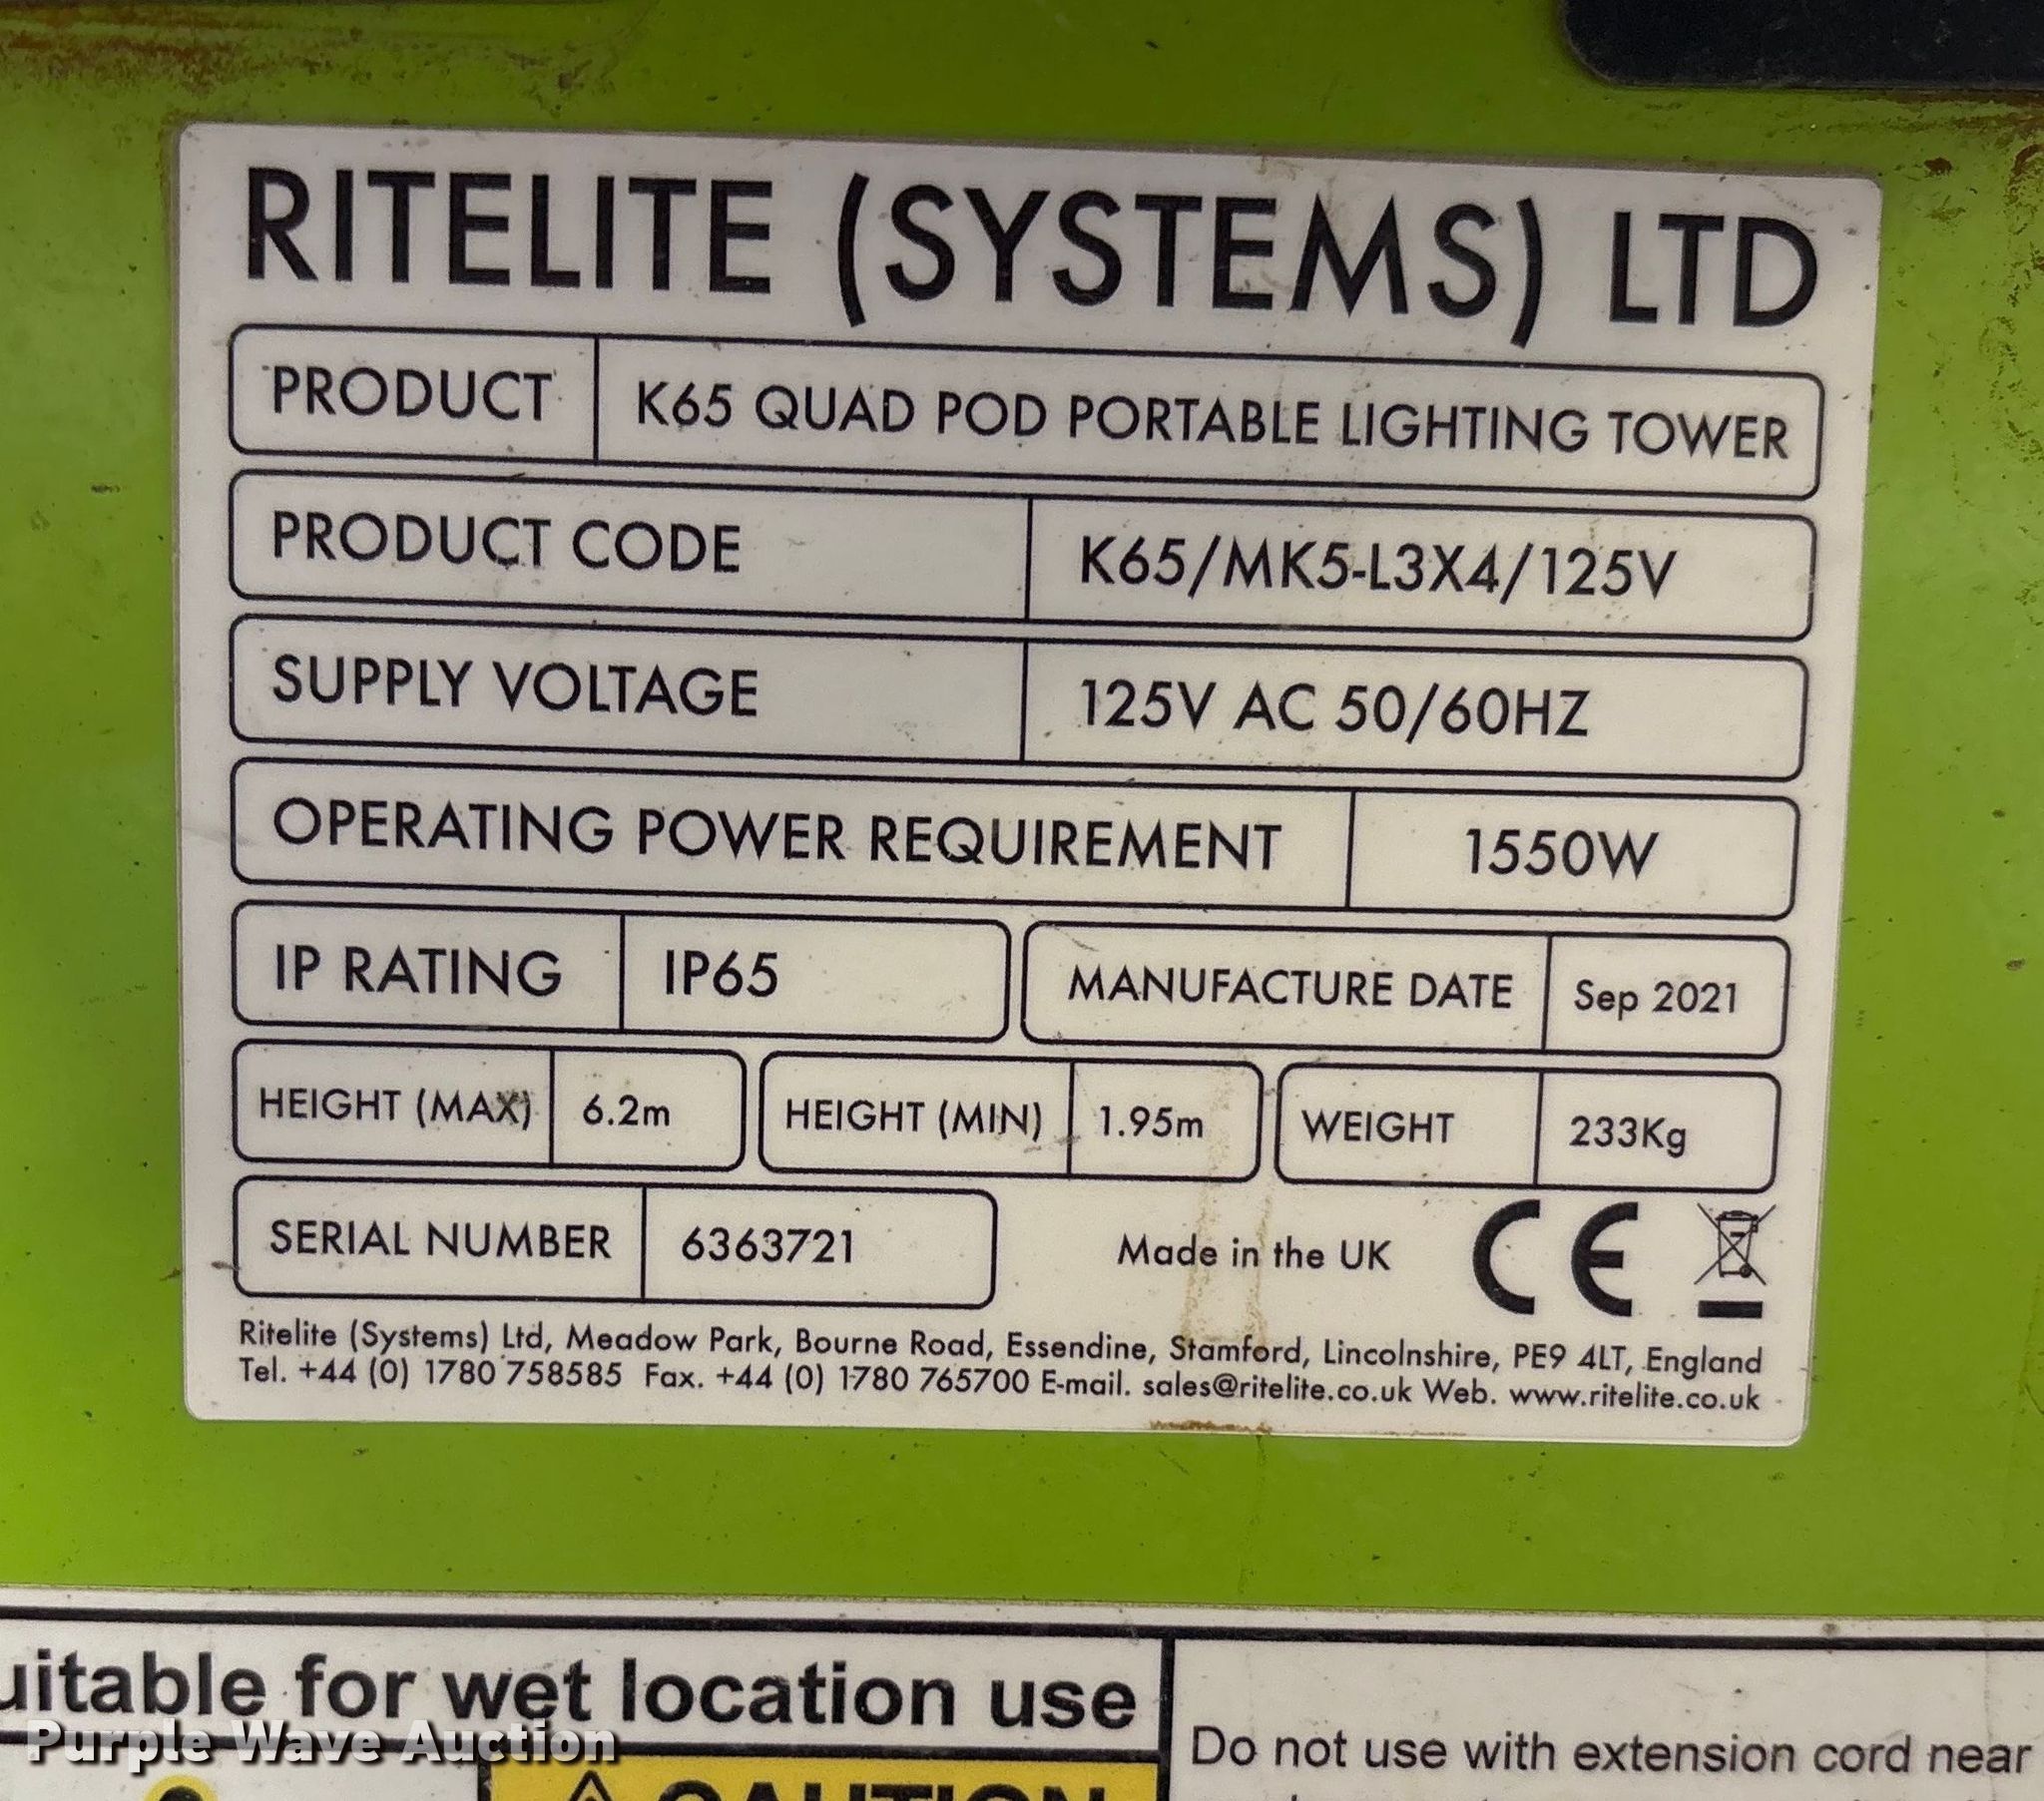 RITELITE (SYSTEMS) LTD
PRODUCT K65 QUAD POD PORTABLE LIGHTING TOWER
PRODUCT CODE K65/MK5-L3X4/125V
SUPPLY VOLTAGE 125V AC 50/60HZ
OPERATING POWER REQUIREMENT 1550W
IP RATING IP65 MANUFACTURE DATE Sep 2021
HEIGHT (MAX) 6.2m HEIGHT (MIN) 1.95m WEIGHT 233Kg
SERIAL NUMBER 6363721 Made in the UK CE
Ritelite (Systems) Ltd, Meadow Park, Bourne Road, Essendine, Stamford, Lincolnshire, PE9 4LT, England
Tel. +44 (0) 1780 758585 Fax. +44 (0) 1780 765700 E-mail. sales@ritelite.co.uk Web. www.ritelite.co.uk
uitable for wet location use
Do not use with extension cord near
Purple Wave Auction
CAUTION